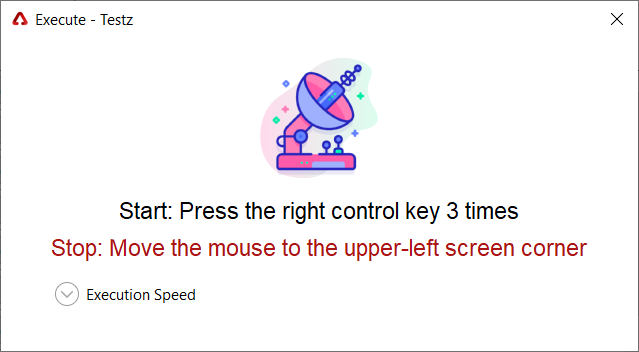 Execute - Testz
Start: Press the right control key 3 times
Stop: Move the mouse to the upper-left screen corner
Execution Speed